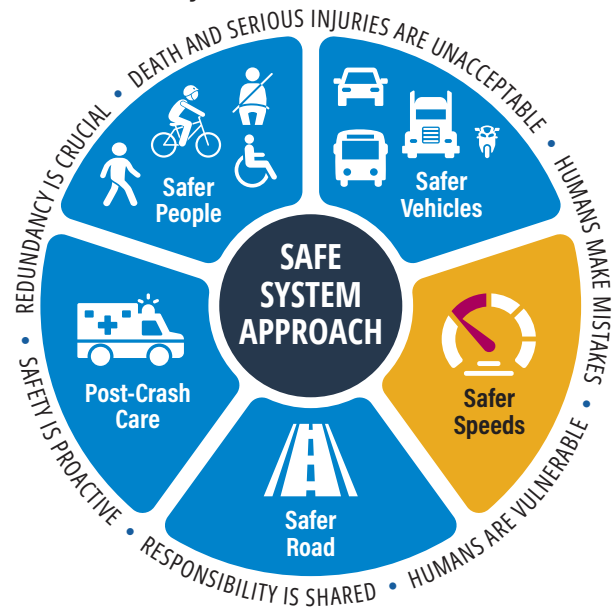 DEATH AND SERIOUS INJURIES ARE UNACCEPTABLE
HUMANS MAKE MISTAKES
HUMANS ARE VULNERABLE
RESPONSIBILITY IS SHARED
SAFETY IS PROACTIVE
REDUNDANCY IS CRUCIAL
Safer
People
Safer
Vehicles
SAFE
SYSTEM
APPROACH
Post-Crash
Care
Safer
Speeds
Safer
Road